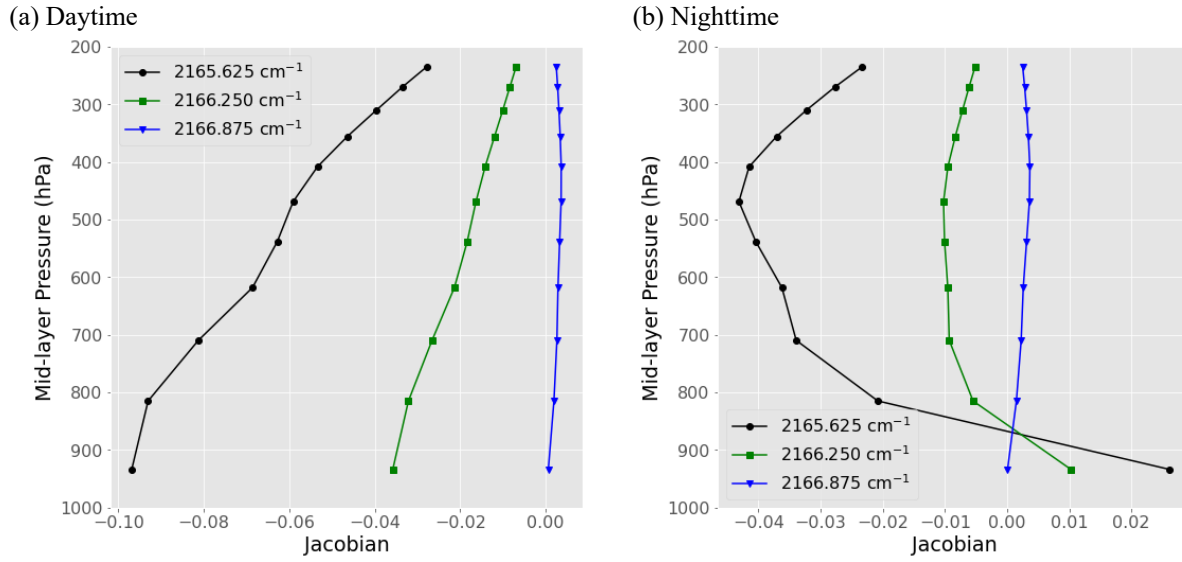 (a) Daytime
200
300
400
500
600
700
800
900
1000
Mid-layer Pressure (hPa)
2165.625 cm⁻¹
2166.250 cm⁻¹
2166.875 cm⁻¹
−0.10 −0.08 −0.06 −0.04 −0.02 0.00
Jacobian
(b) Nighttime
200
300
400
500
600
700
800
900
1000
Mid-layer Pressure (hPa)
2165.625 cm⁻¹
2166.250 cm⁻¹
2166.875 cm⁻¹
−0.04 −0.03 −0.02 −0.01 0.00 0.01 0.02
Jacobian